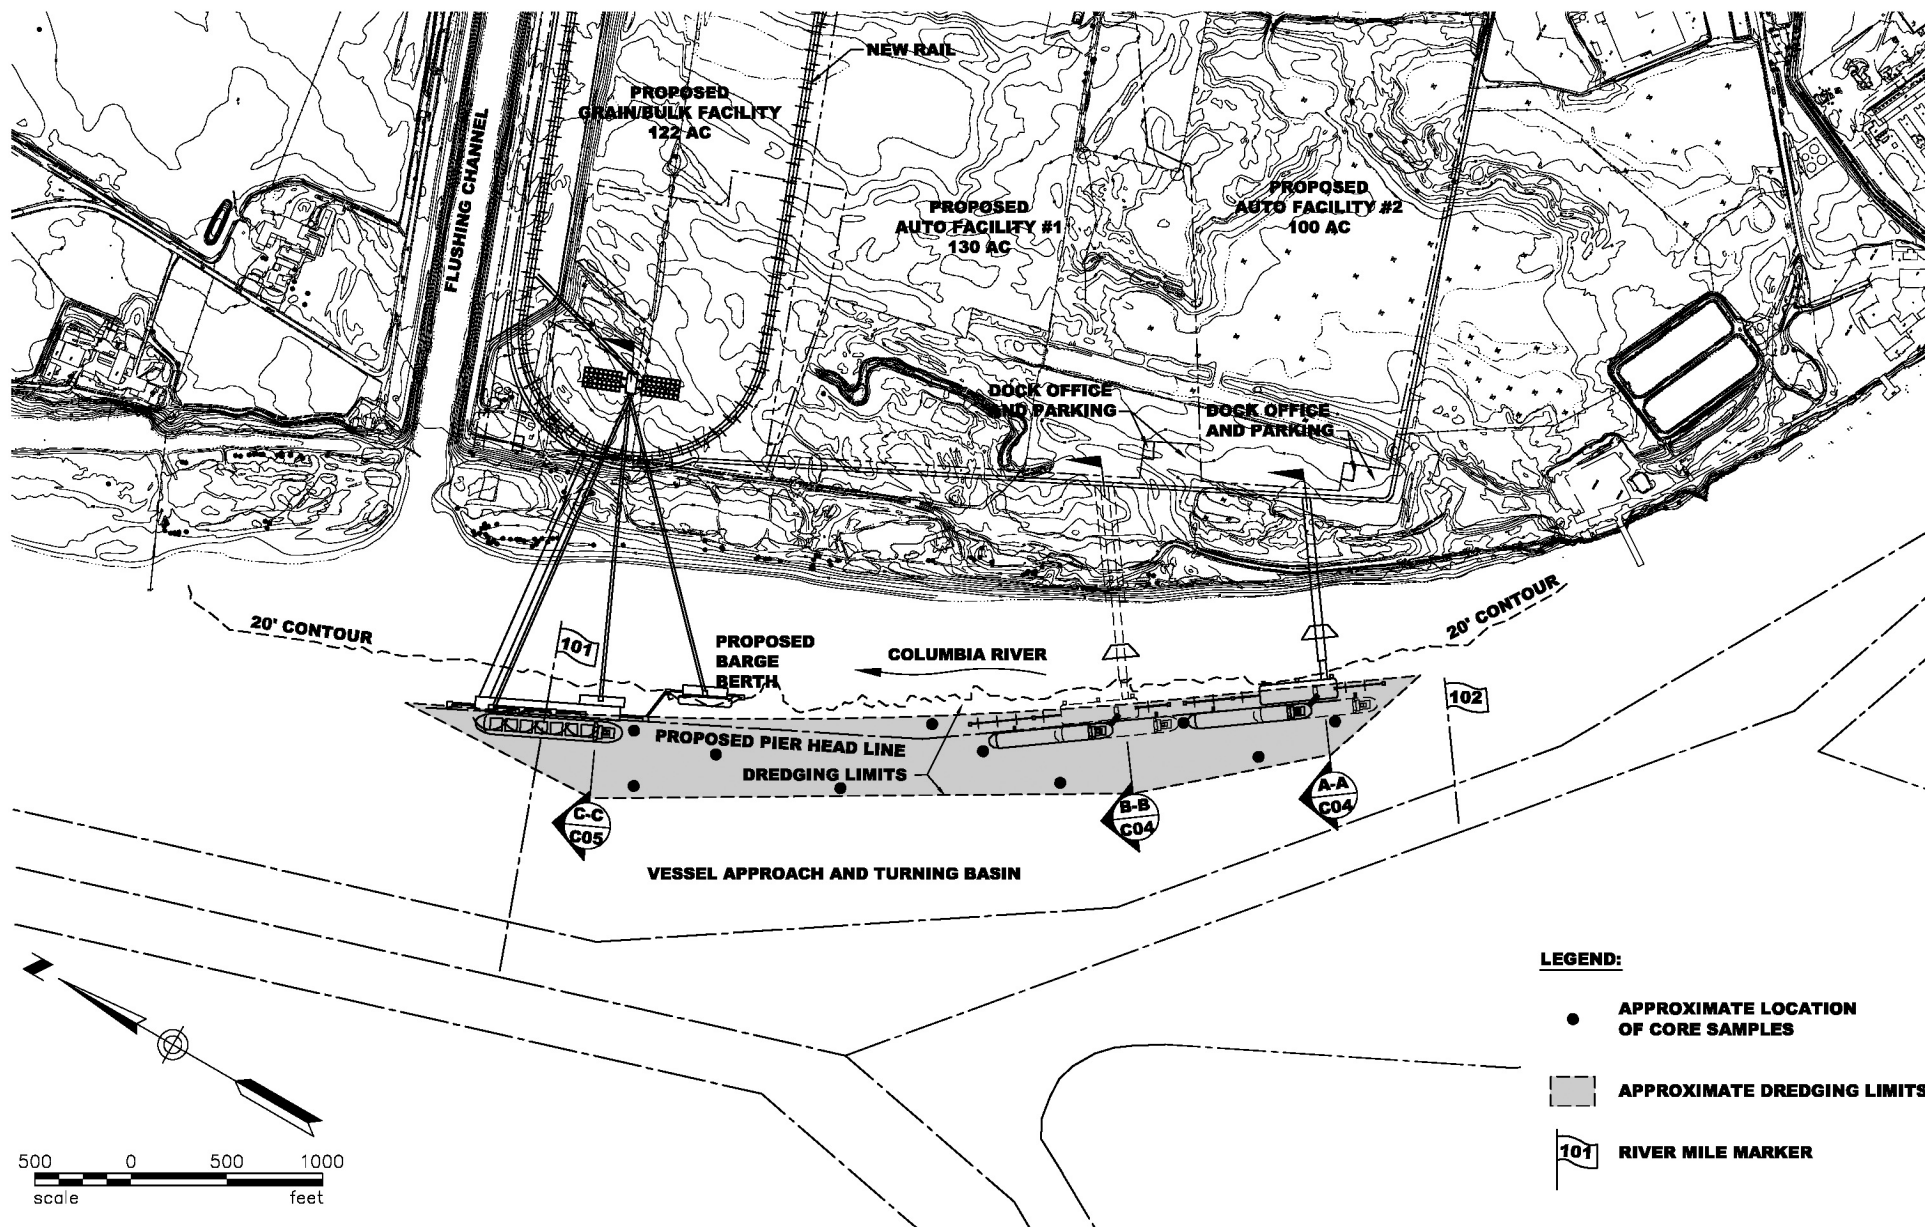 NEW RAIL
PROPOSED
GRAIN/BULK FACILITY
122 AC
FLUSHING CHANNEL
PROPOSED
AUTO FACILITY #1
130 AC
PROPOSED
AUTO FACILITY #2
100 AC
DOCK OFFICE
AND PARKING
DOCK OFFICE
AND PARKING
20' CONTOUR
101
PROPOSED
BARGE
BERTH
COLUMBIA RIVER
20' CONTOUR
102
PROPOSED PIER HEAD LINE
DREDGING LIMITS
C-C
C05
B-B
C04
A-A
C04
VESSEL APPROACH AND TURNING BASIN
N
500 0 500 1000
scale feet
LEGEND:
APPROXIMATE LOCATION
OF CORE SAMPLES
APPROXIMATE DREDGING LIMITS
101
RIVER MILE MARKER